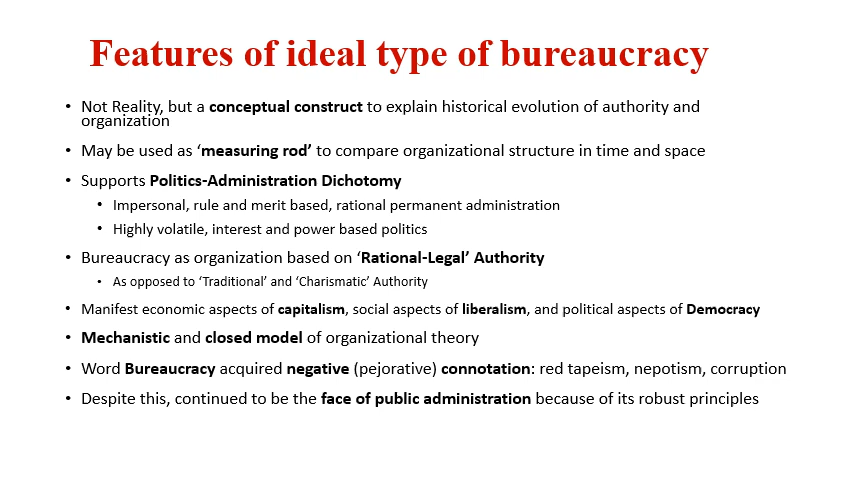 Features of ideal type of bureaucracy
• Not Reality, but a conceptual construct to explain historical evolution of authority and
organization
• May be used as ‘measuring rod’ to compare organizational structure in time and space
• Supports Politics-Administration Dichotomy
• Impersonal, rule and merit based, rational permanent administration
• Highly volatile, interest and power based politics
• Bureaucracy as organization based on ‘Rational-Legal’ Authority
• As opposed to ‘Traditional’ and ‘Charismatic’ Authority
• Manifest economic aspects of capitalism, social aspects of liberalism, and political aspects of Democracy
• Mechanistic and closed model of organizational theory
• Word Bureaucracy acquired negative (pejorative) connotation: red tapeism, nepotism, corruption
• Despite this, continued to be the face of public administration because of its robust principles